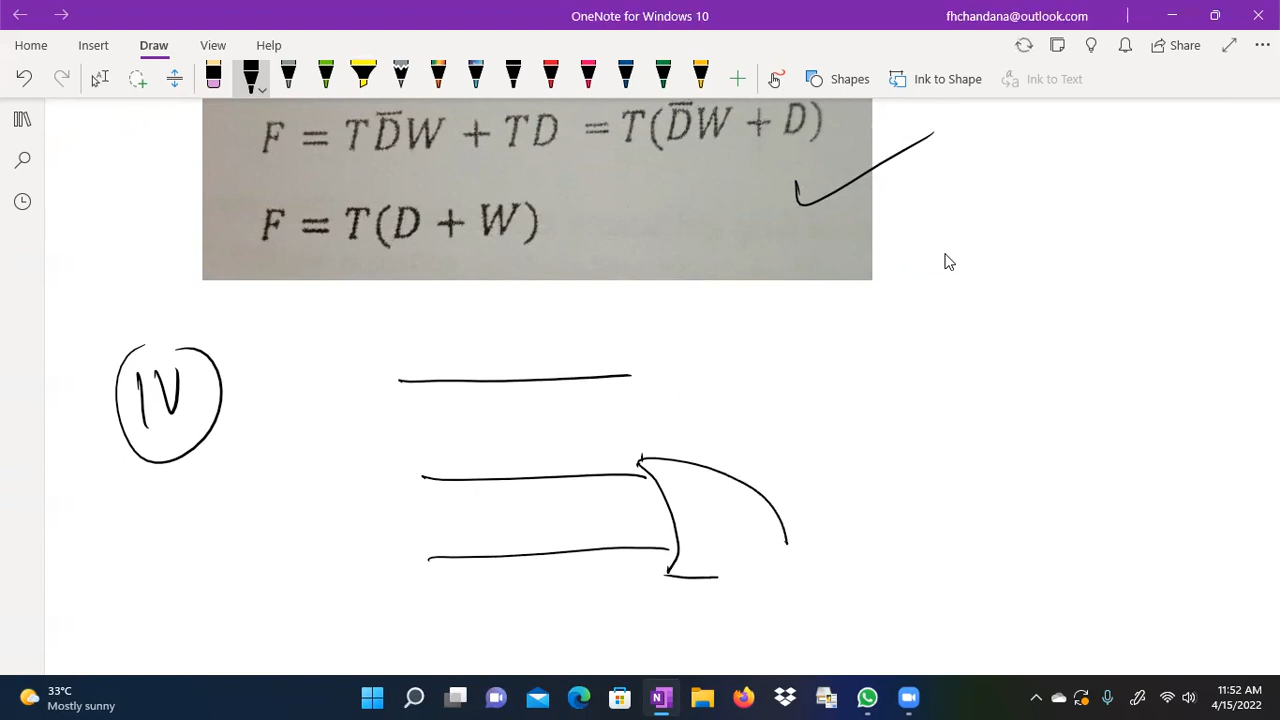 OneNote for Windows 10
fhchandana@outlook.com
Home Insert Draw View Help
Share
Shapes
Ink to Shape
Ink to Text
F = TD̅W + TD = T(D̅W + D)
F = T(D + W)
IV
33°C
Mostly sunny
11:52 AM
4/15/2022